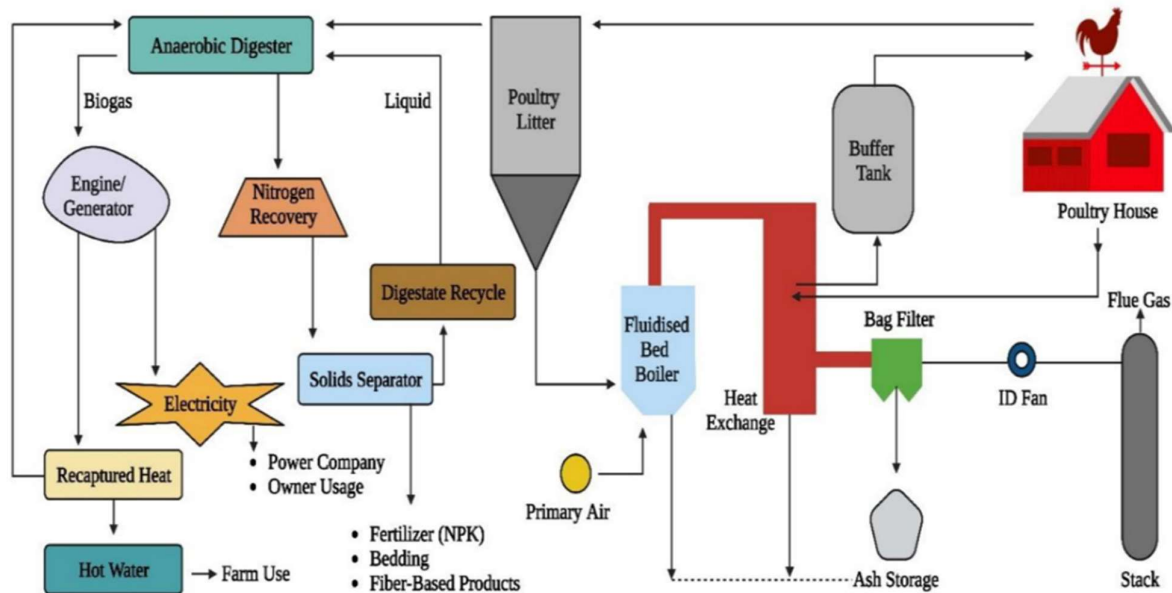 Anaerobic Digester
Biogas
Liquid
Poultry
Litter
Buffer
Tank
Poultry House
Engine/
Generator
Nitrogen
Recovery
Digestate Recycle
Fluidised
Bed
Boiler
Heat
Exchange
Bag Filter
Flue Gas
ID Fan
Solids Separator
Electricity
• Power Company
• Owner Usage
Recaptured Heat
Hot Water
Farm Use
• Fertilizer (NPK)
• Bedding
• Fiber-Based Products
Primary Air
Ash Storage
Stack